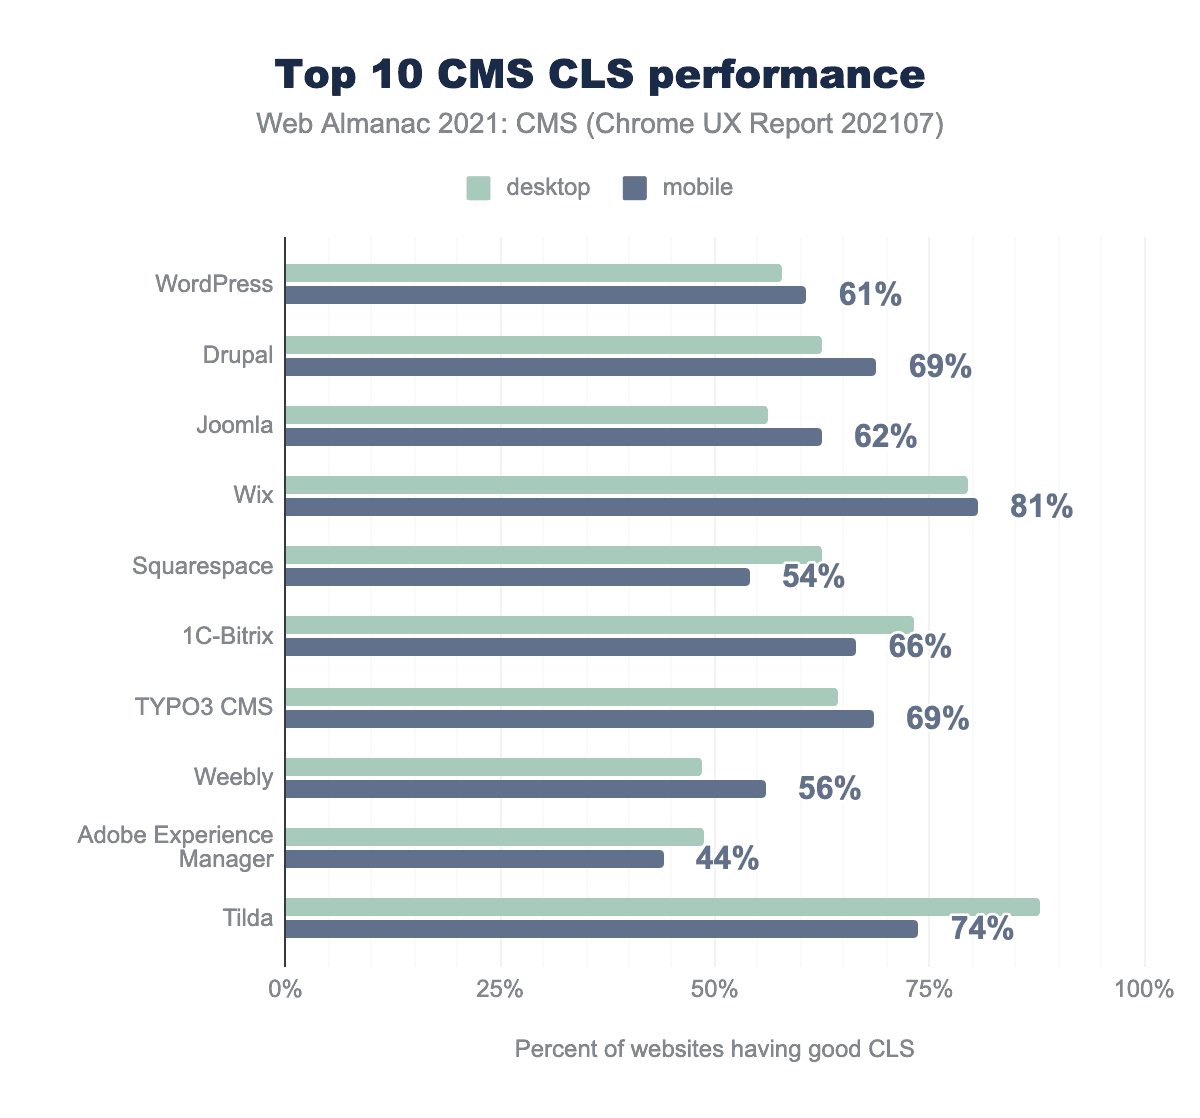 Top 10 CMS CLS performance
Web Almanac 2021: CMS (Chrome UX Report 202107)
desktop mobile
WordPress 61%
Drupal 69%
Joomla 62%
Wix 81%
Squarespace 54%
1C-Bitrix 66%
TYPO3 CMS 69%
Weebly 56%
Adobe Experience
Manager 44%
Tilda 74%
0% 25% 50% 75% 100%
Percent of websites having good CLS